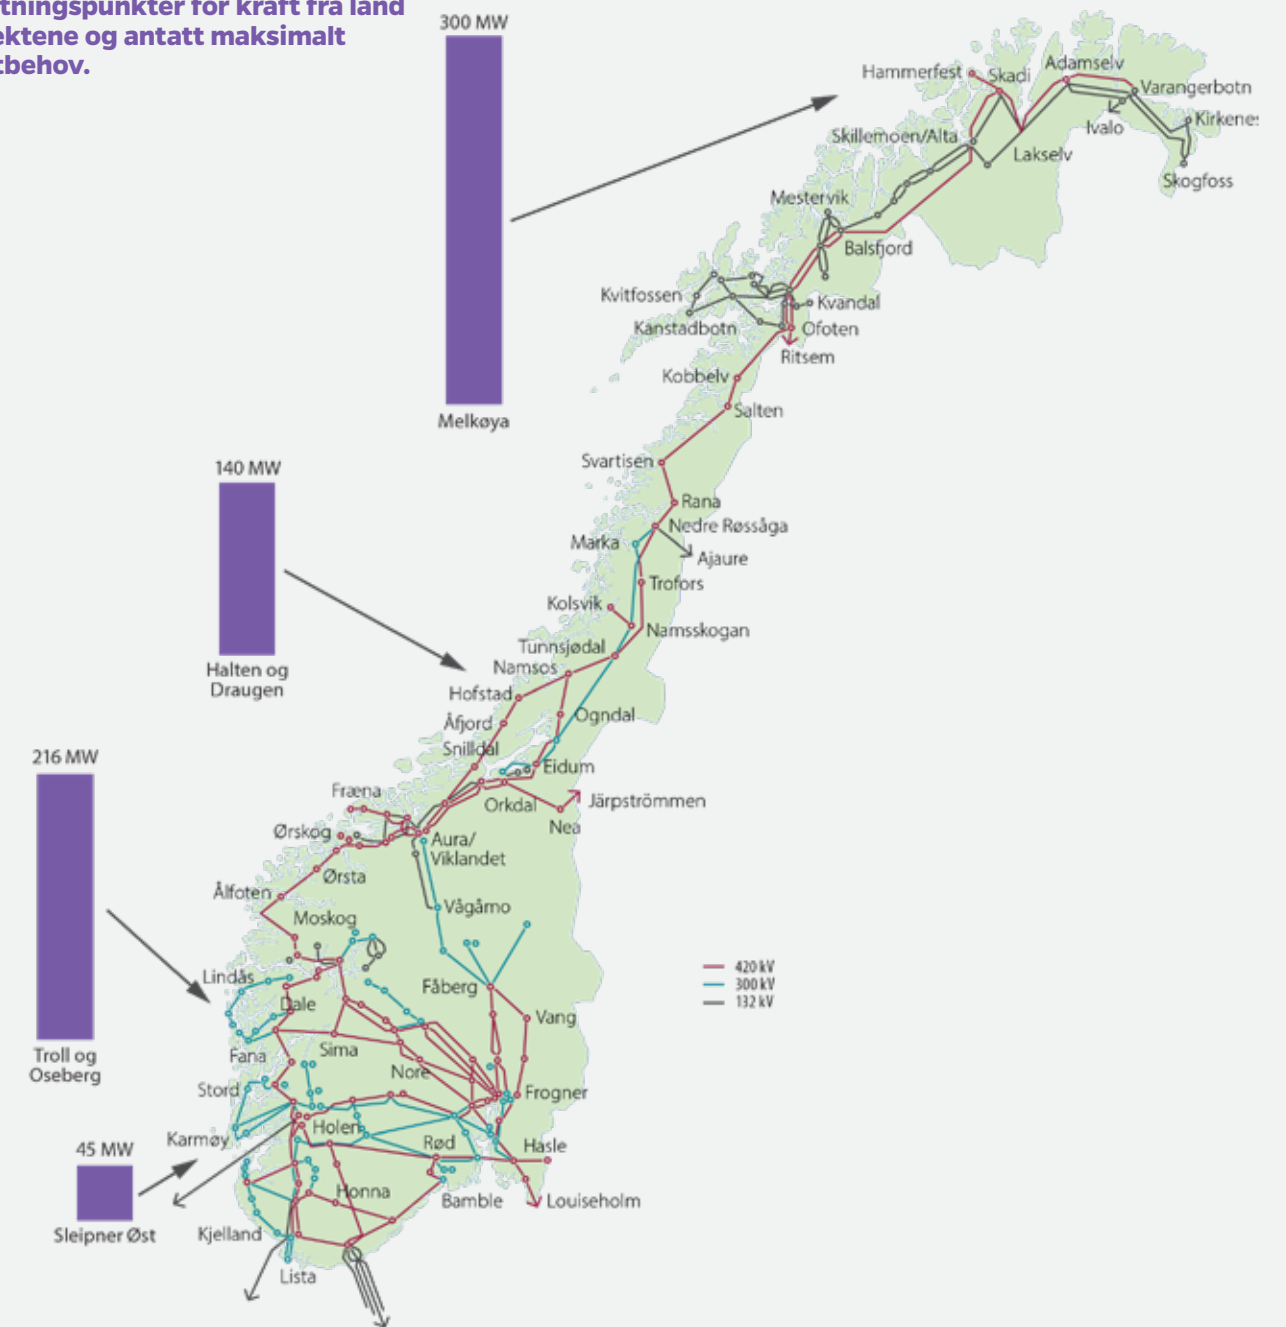 tningspunkter for kraft fra land
ektene og antatt maksimalt
tbehov.
300 MW
Melkøya
140 MW
Halten og
Draugen
216 MW
Troll og
Oseberg
45 MW
Sleipner Øst
Hammerfest
Skadi
Adamselv
Varangerbotn
Ivalo
Kirkenes
Skillemoen/Alta
Lakselv
Skogfoss
Mestervik
Balsfjord
Kvitfossen
Kvandal
Kanstadbotn
Ofoten
Ritsem
Kobbelv
Salten
Svartisen
Rana
Nedre Røssåga
Marka
Ajaure
Trofors
Kolsvik
Namsskogan
Tunnsjødal
Namsos
Hofstad
Ogndal
Åfjord
Snilldal
Eidum
Fræna
Orkdal
Järpströmmen
Nea
Ørskog
Aura/
Viklandet
Ørsta
Ålfoten
Vågåmo
Moskog
Lindås
Fåberg
Dale
Vang
Fana
Sima
Nore
Stord
Frogner
Holen
Karmøy
Rød
Hasle
Honna
Bamble
Louiseholm
Kjelland
Lista
420 kV
300 kV
132 kV